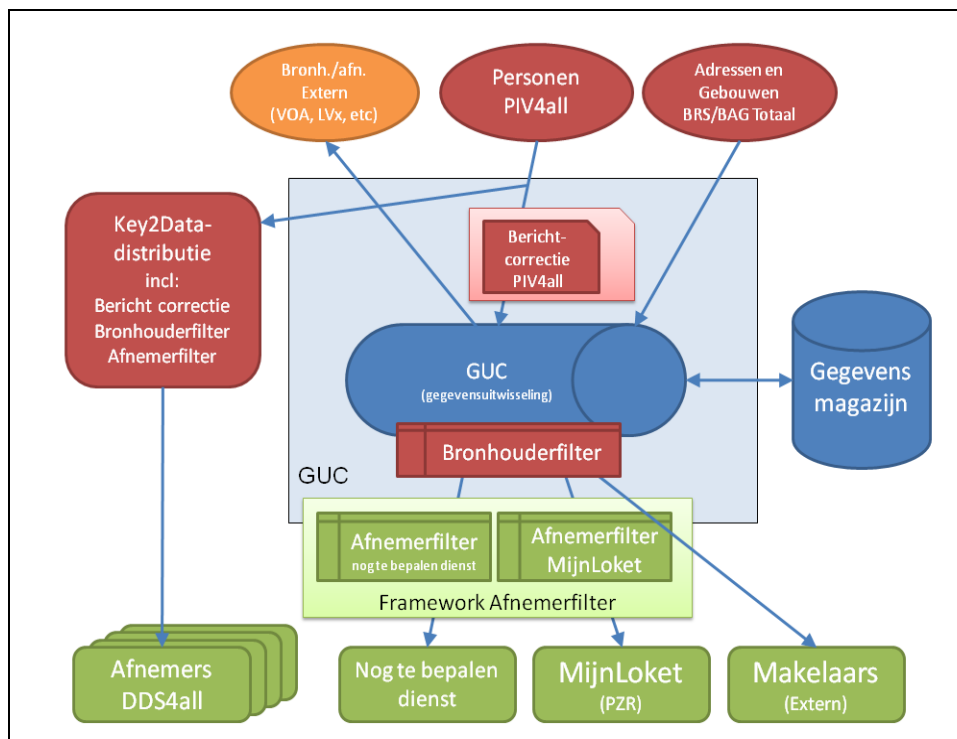 Bronh./afn.
Extern
(VOA, LVx, etc)
Personen
PIV4all
Adressen en
Gebouwen
BRS/BAG Totaal
Key2Data-
distributie
incl:
Bericht correctie
Bronhouderfilter
Afnemerfilter
Bericht-
correctie
PIV4all
GUC
(gegevensuitwisseling)
Gegevens
magazijn
Bronhouderfilter
GUC
Afnemerfilter
nog te bepalen dienst
Afnemerfilter
MijnLoket
Framework Afnemerfilter
Afnemers
DDS4all
Nog te bepalen
dienst
MijnLoket
(PZR)
Makelaars
(Extern)